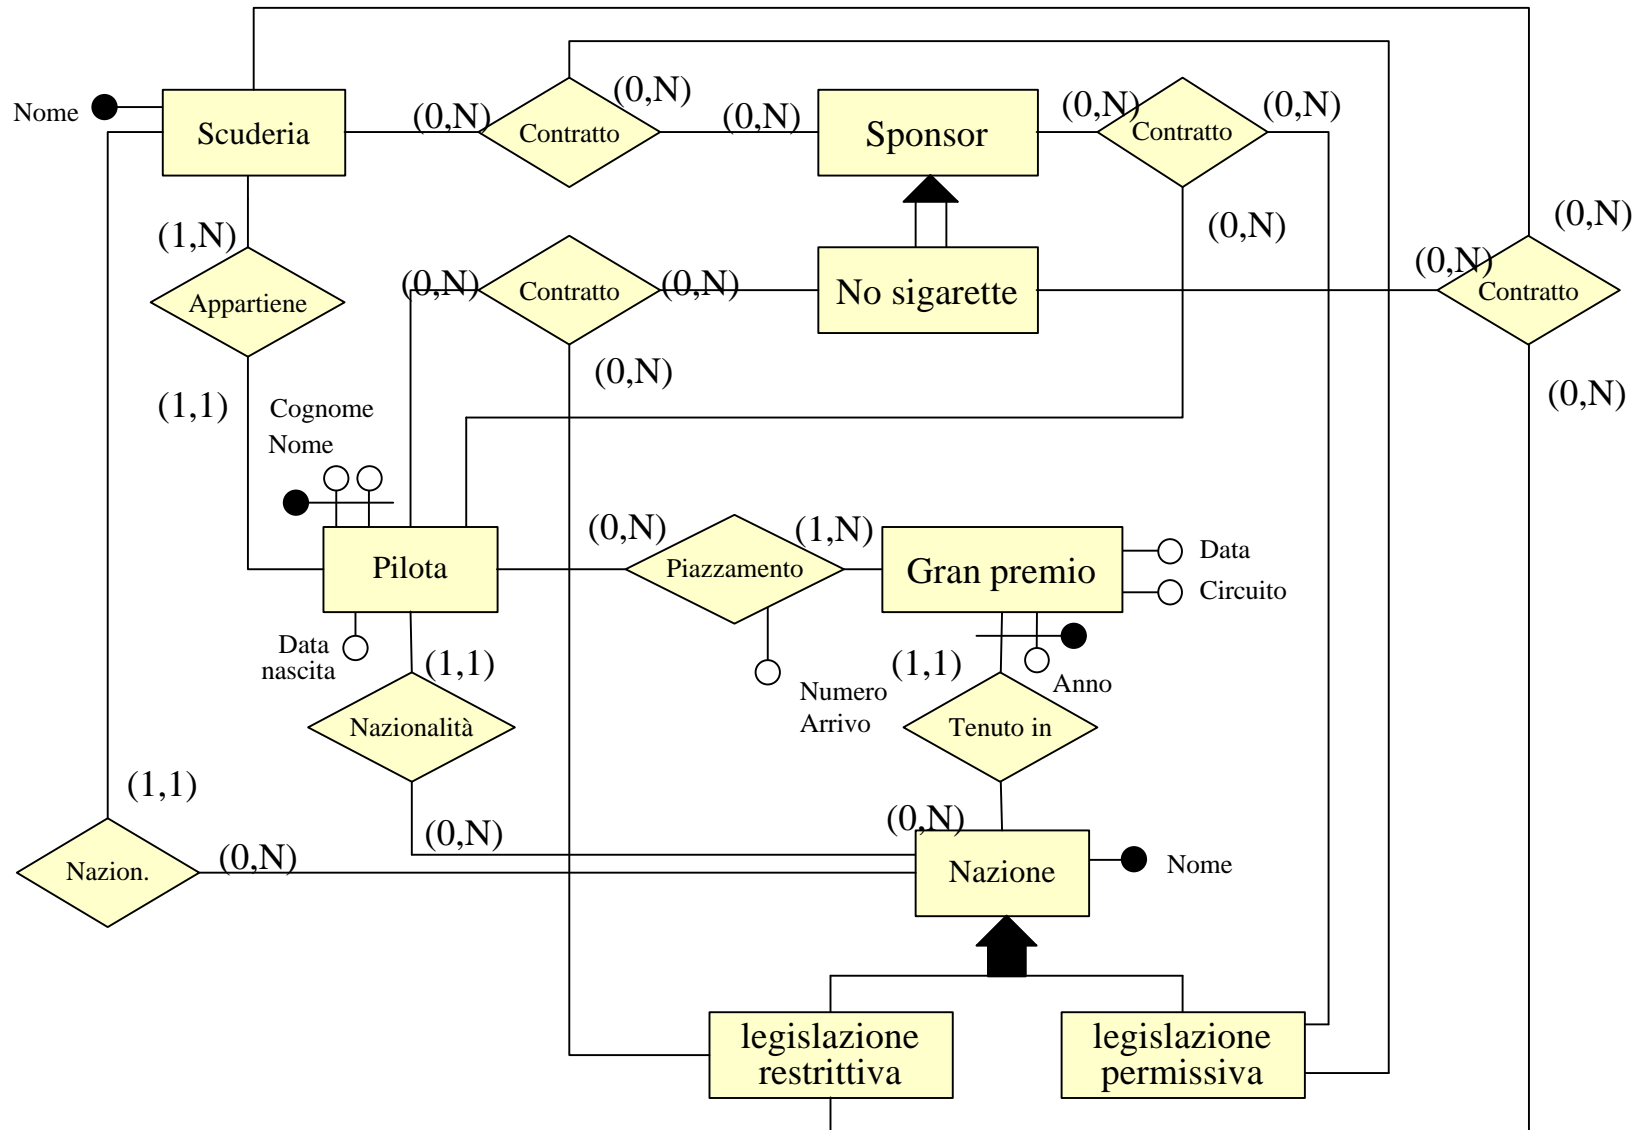 Nome
Scuderia
(0,N)
Contratto
(0,N)
(0,N)
Sponsor
(0,N)
Contratto
(0,N)
(0,N)
(1,N)
Appartiene
(1,1)
(0,N)
Contratto
(0,N)
(0,N)
No sigarette
(0,N)
(0,N)
Contratto
(0,N)
Cognome
Nome
Pilota
Data
nascita
(0,N)
Piazzamento
(1,N)
Numero
Arrivo
Gran premio
Data
Circuito
Anno
(1,1)
Nazionalità
(0,N)
(1,1)
Tenuto in
(0,N)
(1,1)
Nazion.
(0,N)
Nazione
Nome
legislazione
restrittiva
legislazione
permissiva